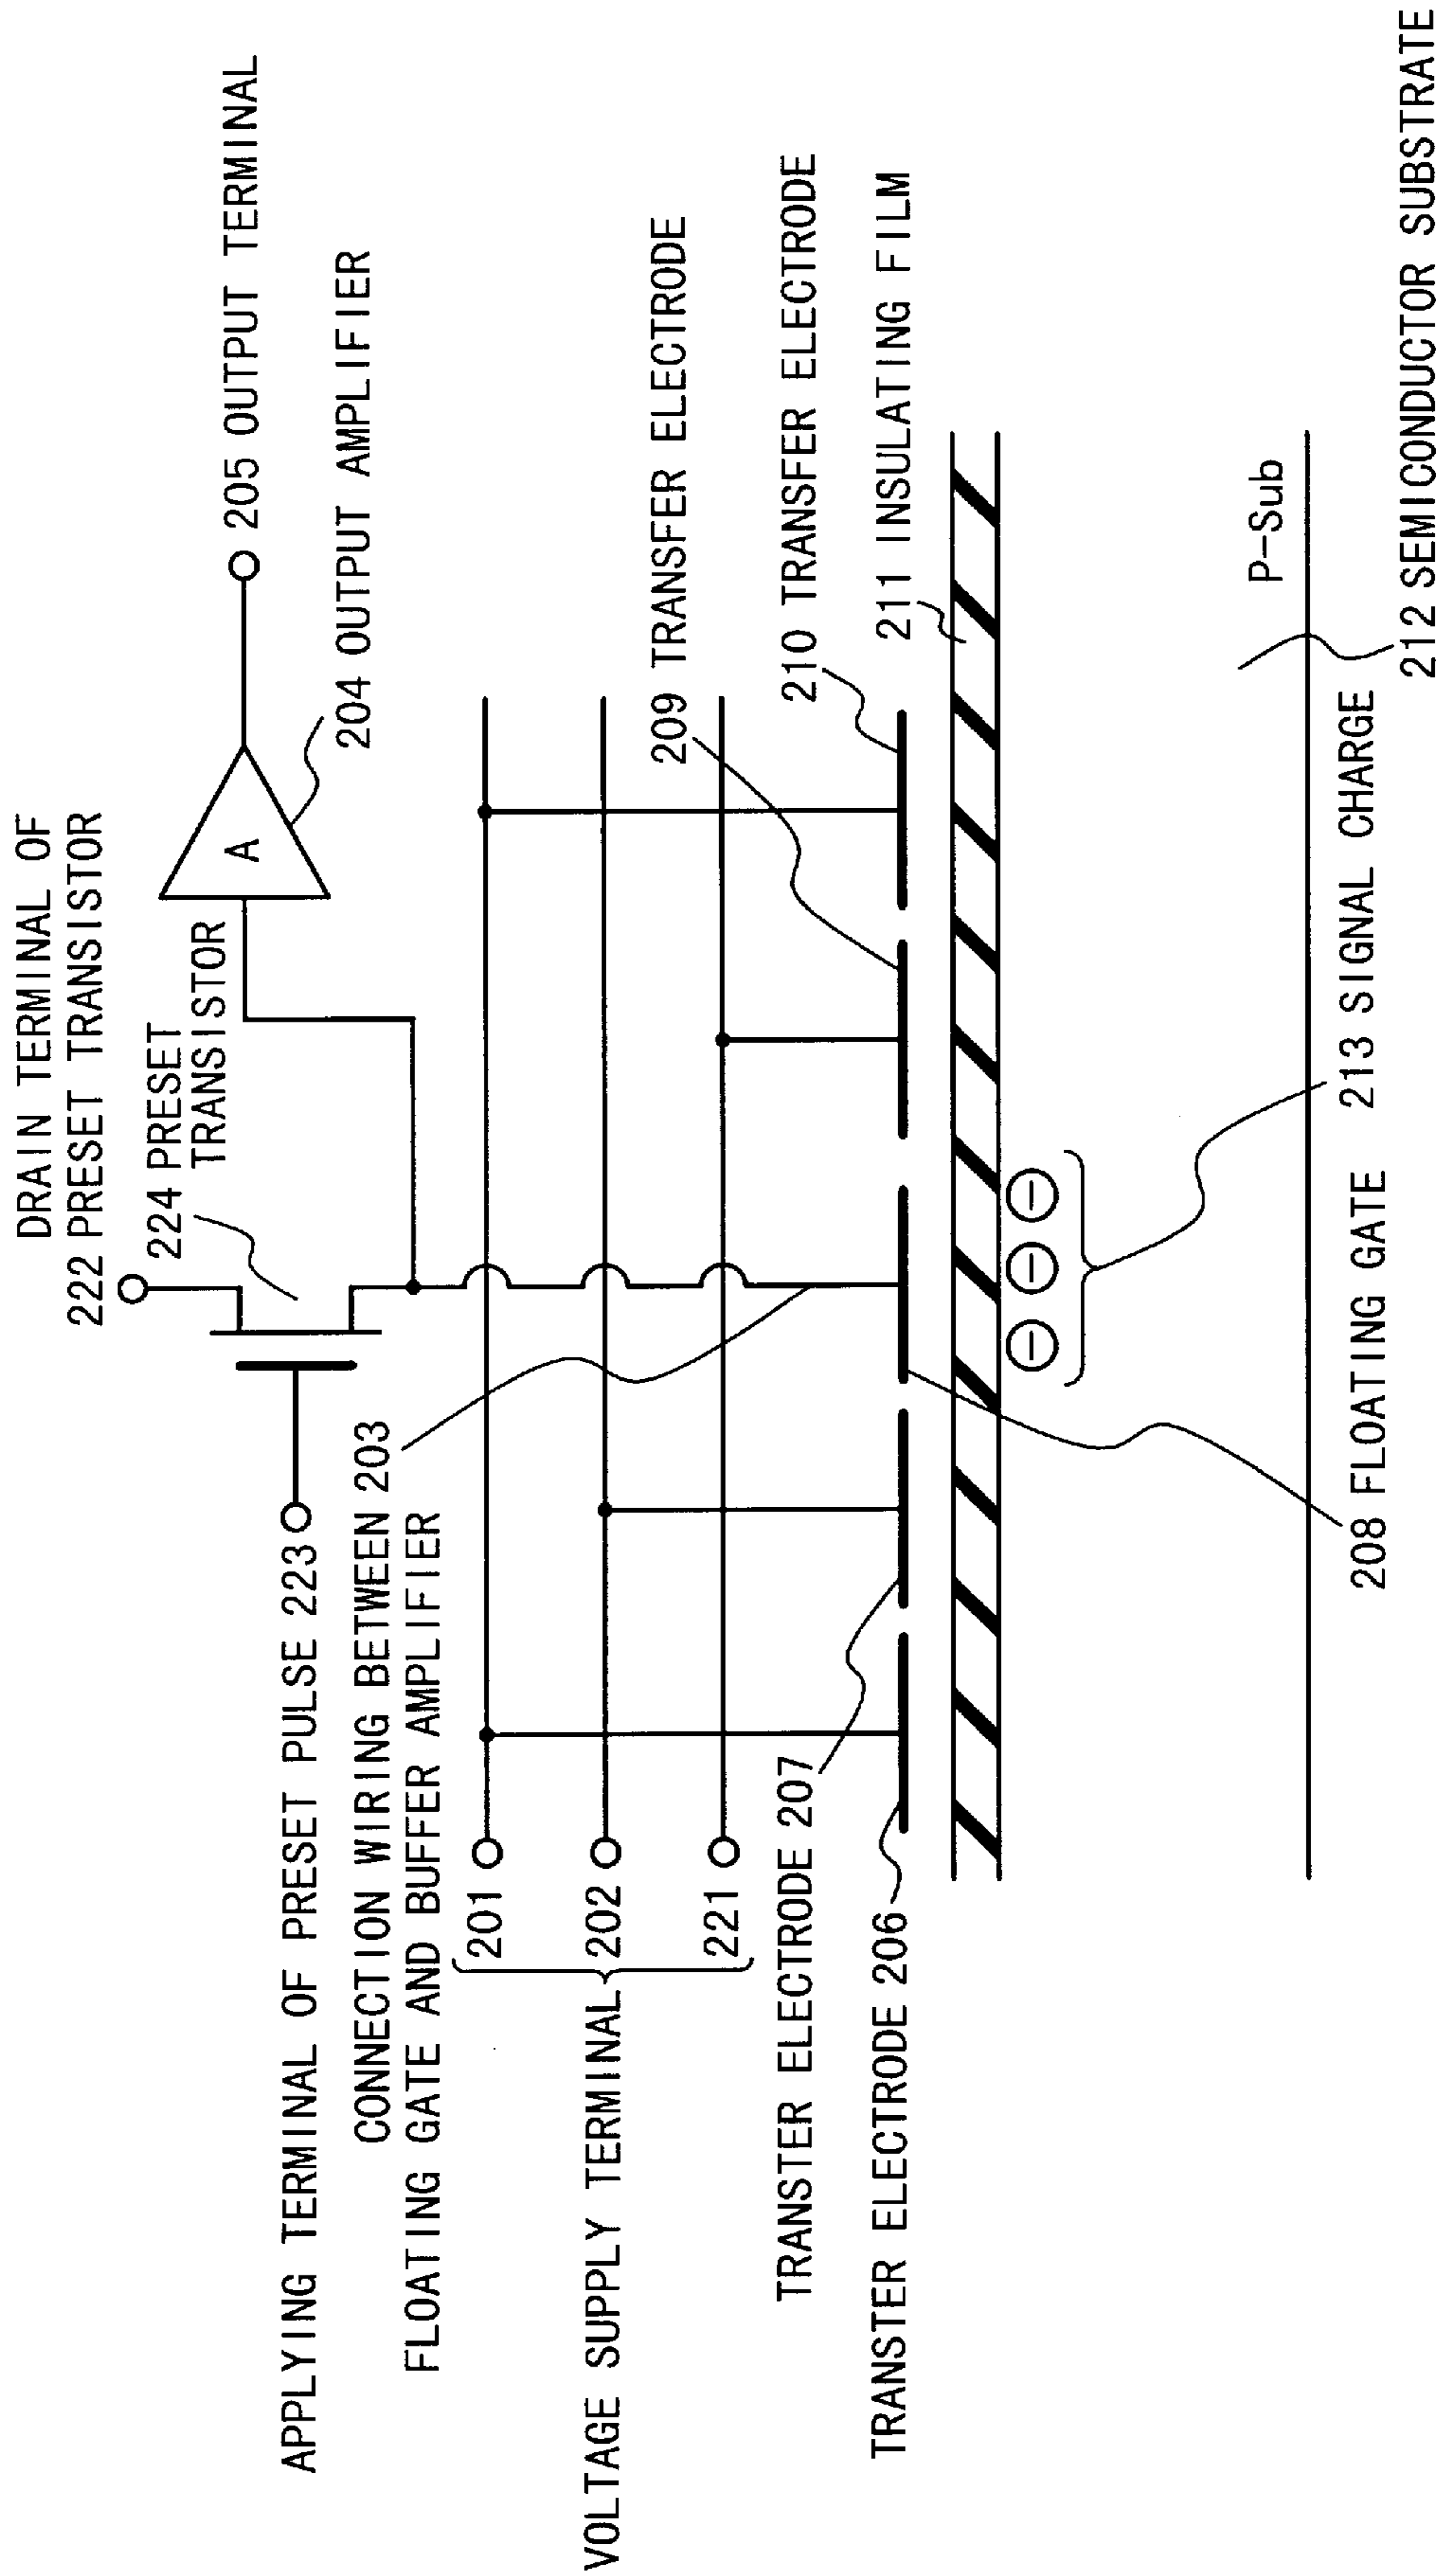 DRAIN TERMINAL OF
222 PRESET TRANSISTOR
224 PRESET
TRANSISTOR
A
205 OUTPUT TERMINAL
204 OUTPUT AMPLIFIER
APPLYING TERMINAL OF PRESET PULSE 223
CONNECTION WIRING BETWEEN 203
FLOATING GATE AND BUFFER AMPLIFIER
201
VOLTAGE SUPPLY TERMINAL 202
221
209 TRANSFER ELECTRODE
TRANSTER ELECTRODE 207
210 TRANSFER ELECTRODE
TRANSTER ELECTRODE 206
211 INSULATING FILM
P-Sub
208 FLOATING GATE
213 SIGNAL CHARGE
212 SEMICONDUCTOR SUBSTRATE